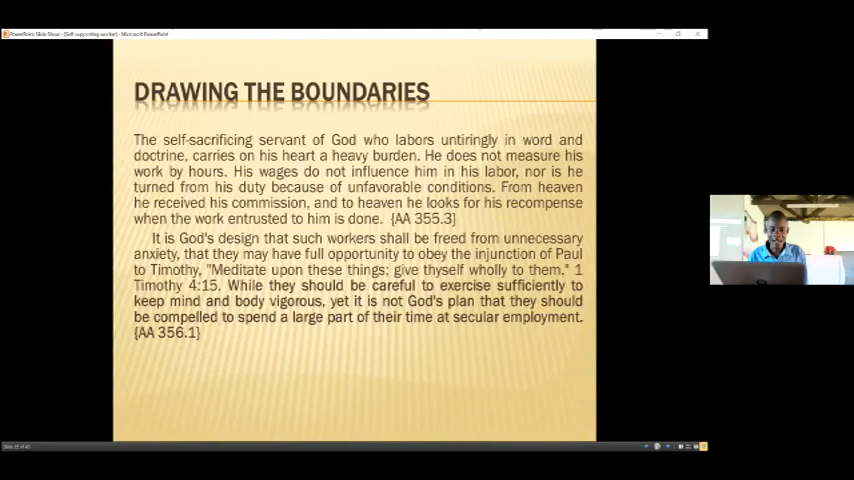 PowerPoint Slide Show - [Self-supporting worker] - Microsoft PowerPoint
DRAWING THE BOUNDARIES
The self-sacrificing servant of God who labors untiringly in word and
doctrine, carries on his heart a heavy burden. He does not measure his
work by hours. His wages do not influence him in his labor, nor is he
turned from his duty because of unfavorable conditions. From heaven
he received his commission, and to heaven he looks for his recompense
when the work entrusted to him is done. {AA 355.3}
It is God's design that such workers shall be freed from unnecessary
anxiety, that they may have full opportunity to obey the injunction of Paul
to Timothy, "Meditate upon these things; give thyself wholly to them." 1
Timothy 4:15. While they should be careful to exercise sufficiently to
keep mind and body vigorous, yet it is not God's plan that they should
be compelled to spend a large part of their time at secular employment.
{AA 356.1}